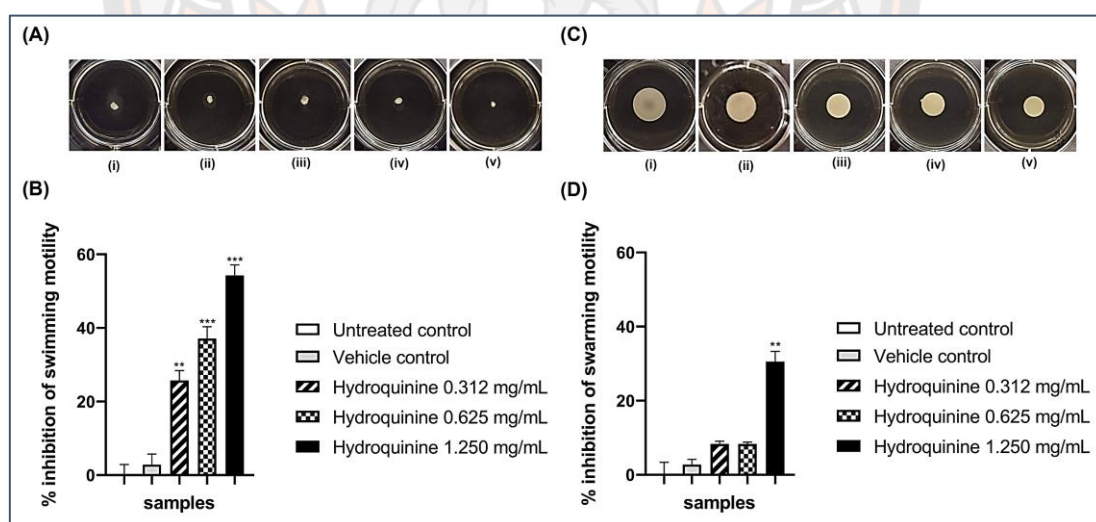 (A)
(i) (ii) (iii) (iv) (v)
(B)
% inhibition of swimming motility
60
40
20
0
**
***
***
samples
Untreated control
Vehicle control
Hydroquinine 0.312 mg/mL
Hydroquinine 0.625 mg/mL
Hydroquinine 1.250 mg/mL
(C)
(i) (ii) (iii) (iv) (v)
(D)
% inhibition of swarming motility
60
40
20
0
**
samples
Untreated control
Vehicle control
Hydroquinine 0.312 mg/mL
Hydroquinine 0.625 mg/mL
Hydroquinine 1.250 mg/mL